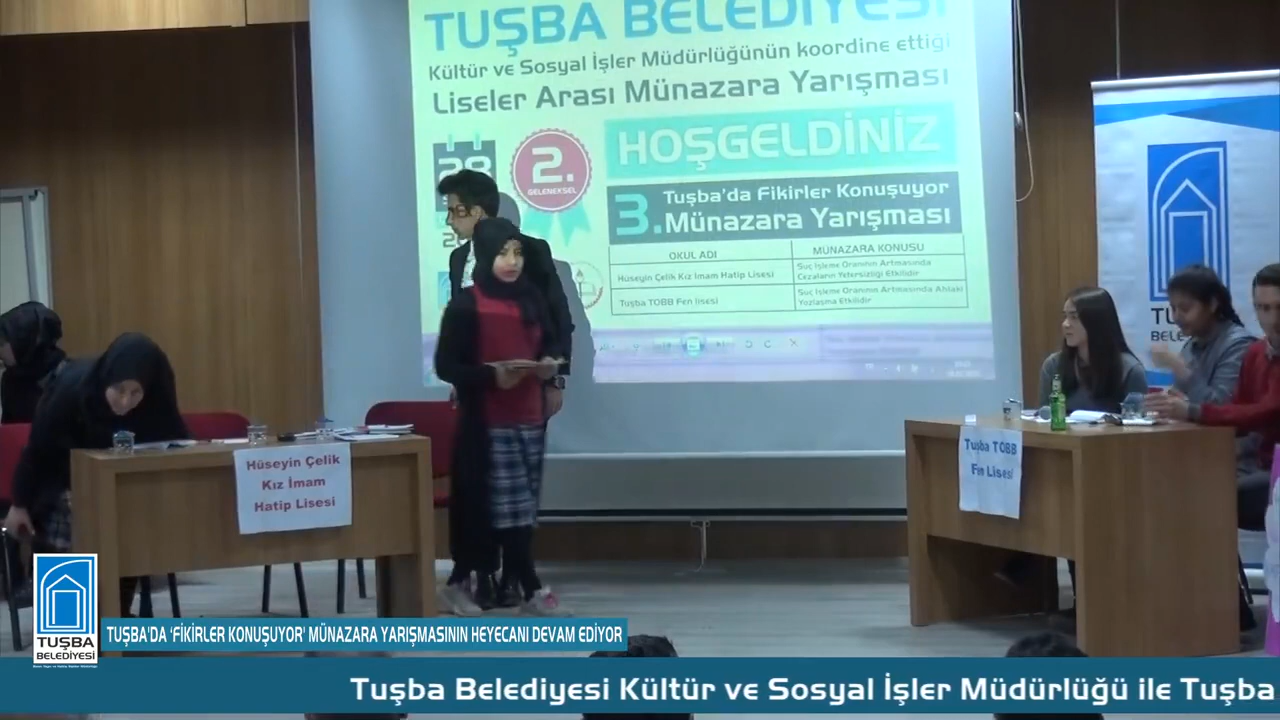 TUŞBA BELEDİYESİ
Kültür ve Sosyal İşler Müdürlüğünün koordine ettiği
Liseler Arası Münazara Yarışması
28
2.
GELENEKSEL
HOŞGELDİNİZ
3. Tuşba'da Fikirler Konuşuyor
Münazara Yarışması
OKUL ADI MÜNAZARA KONUSU
Hüseyin Çelik Kız İmam Hatip Lisesi
Suç İşleme Oranının Artmasında
Cezaların Yetersizliği Etkilidir
Tuşba TOBB Fen lisesi
Suç İşleme Oranının Artmasında Ahlaki
Yozlaşma Etkilidir
Hüseyin Çelik
Kız İmam
Hatip Lisesi
Tuşba TOBB
Fen Lisesi
TUŞBA
BELEDİYESİ
TUŞBA'DA 'FİKİRLER KONUŞUYOR' MÜNAZARA YARIŞMASININ HEYECANI DEVAM EDİYOR
Tuşba Belediyesi Kültür ve Sosyal İşler Müdürlüğü ile Tuşba